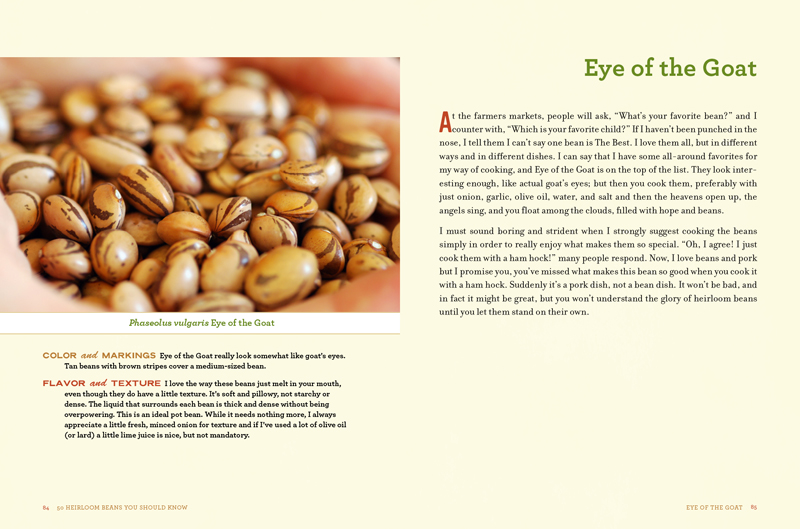 Phaseolus vulgaris Eye of the Goat
COLOR and MARKINGS Eye of the Goat really look somewhat like goat's eyes.
Tan beans with brown stripes cover a medium-sized bean.
FLAVOR and TEXTURE I love the way these beans just melt in your mouth,
even though they do have a little texture. It's soft and pillowy, not starchy or
dense. The liquid that surrounds each bean is thick and dense without being
overpowering. This is an ideal pot bean. While it needs nothing more, I always
appreciate a little fresh, minced onion for texture and if I've used a lot of olive oil
(or lard) a little lime juice is nice, but not mandatory.
84 50 HEIRLOOM BEANS YOU SHOULD KNOW
Eye of the Goat
At the farmers markets, people will ask, "What's your favorite bean?" and I
counter with, "Which is your favorite child?" If I haven't been punched in the
nose, I tell them I can't say one bean is The Best. I love them all, but in different
ways and in different dishes. I can say that I have some all-around favorites for
my way of cooking, and Eye of the Goat is on the top of the list. They look inter-
esting enough, like actual goat's eyes; but then you cook them, preferably with
just onion, garlic, olive oil, water, and salt and then the heavens open up, the
angels sing, and you float among the clouds, filled with hope and beans.
I must sound boring and strident when I strongly suggest cooking the beans
simply in order to really enjoy what makes them so special. "Oh, I agree! I just
cook them with a ham hock!" many people respond. Now, I love beans and pork
but I promise you, you've missed what makes this bean so good when you cook it
with a ham hock. Suddenly it's a pork dish, not a bean dish. It won't be bad, and
in fact it might be great, but you won't understand the glory of heirloom beans
until you let them stand on their own.
EYE OF THE GOAT 85